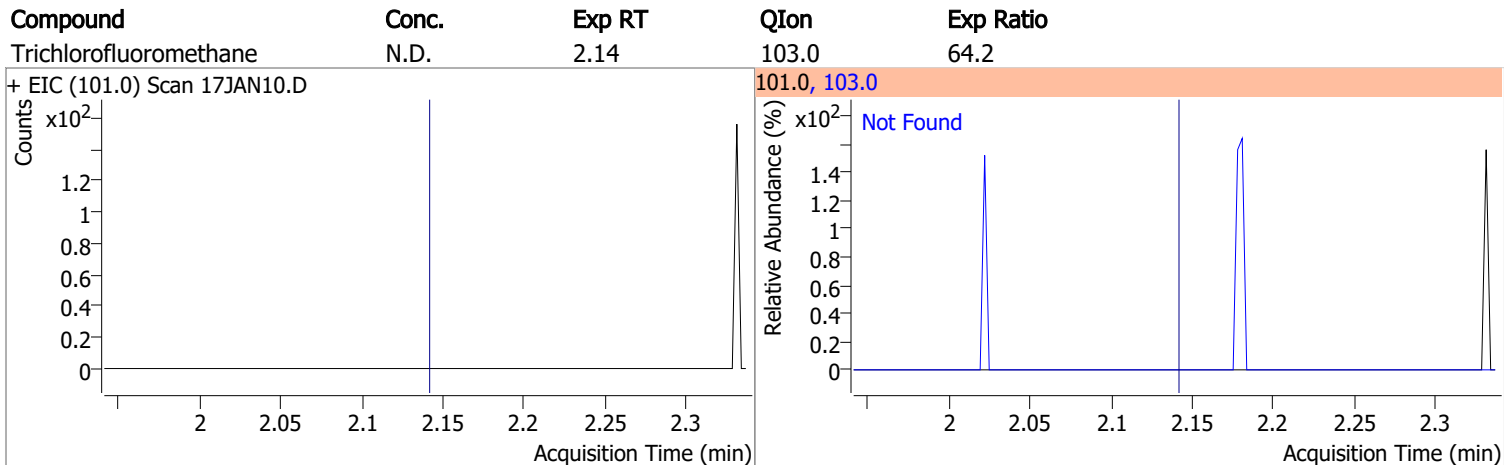 Compound Conc. Exp RT QIon Exp Ratio
Trichlorofluoromethane N.D. 2.14 103.0 64.2
+ EIC (101.0) Scan 17JAN10.D
Counts
x10²
1.2
1
0.8
0.6
0.4
0.2
0
2 2.05 2.1 2.15 2.2 2.25 2.3
Acquisition Time (min)
101.0, 103.0
Relative Abundance (%)
x10²
Not Found
1.4
1.2
1
0.8
0.6
0.4
0.2
0
2 2.05 2.1 2.15 2.2 2.25 2.3
Acquisition Time (min)